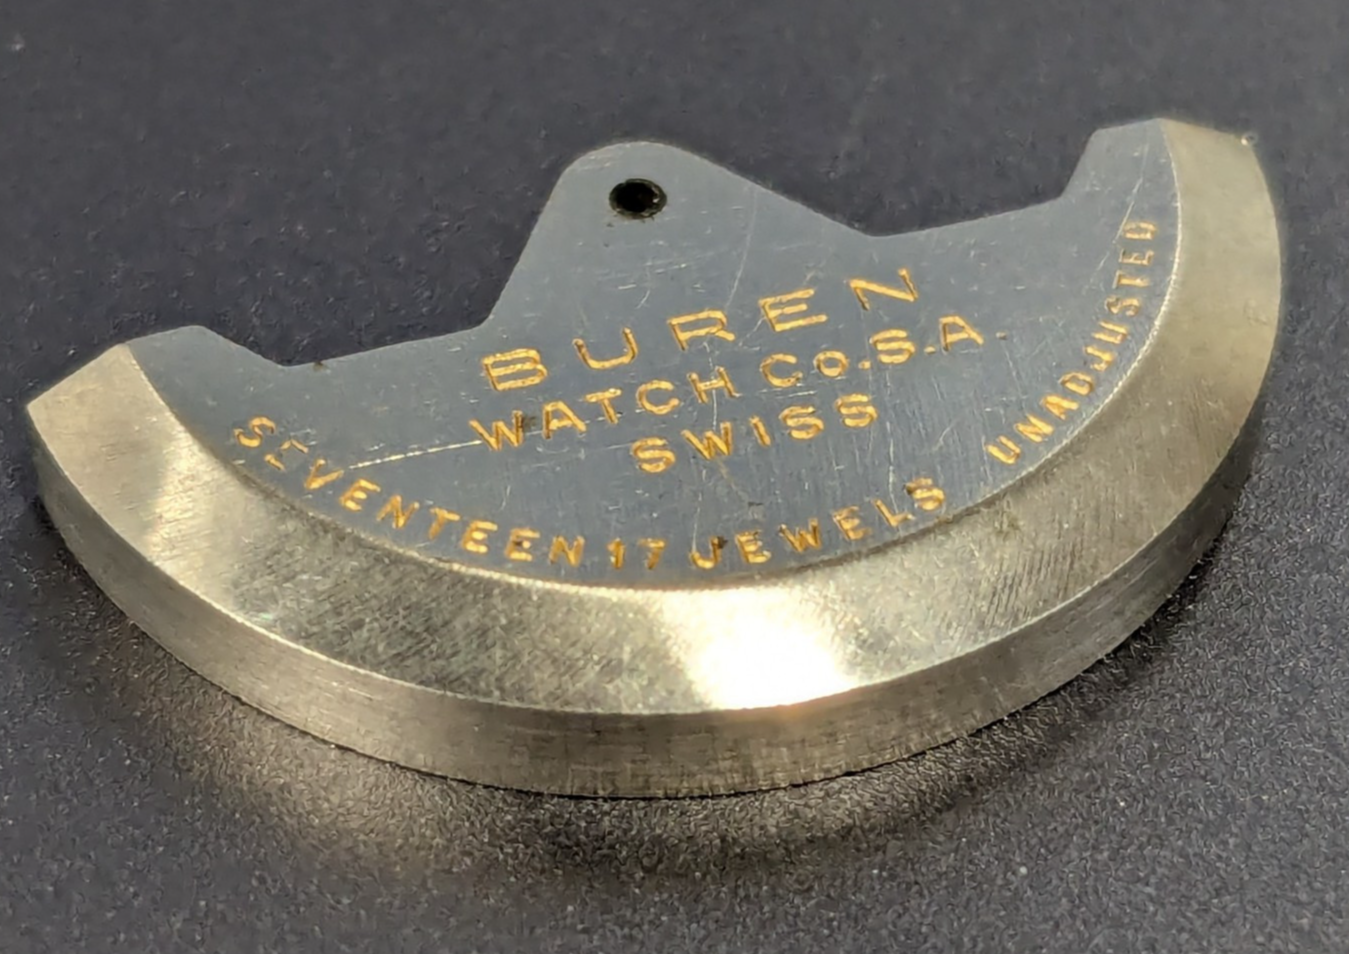 BUREN
WATCH Co.S.A.
SWISS
SEVENTEEN 17 JEWELS UNADJUSTED